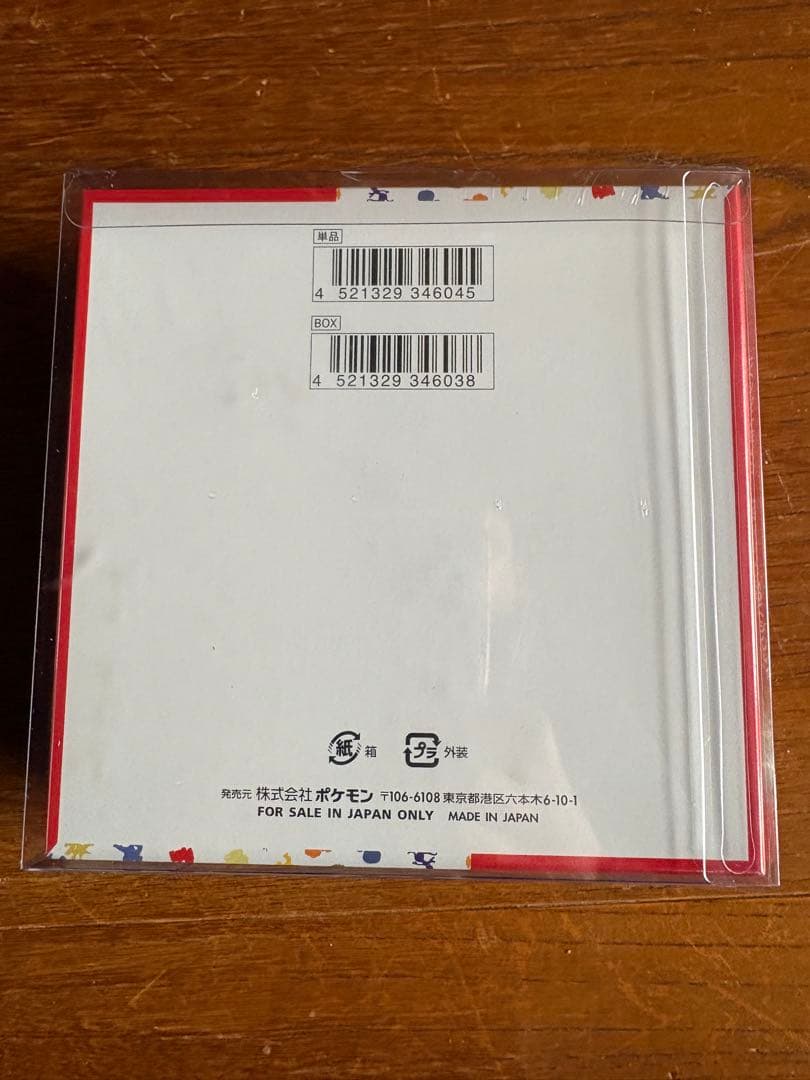 単品
4 521329 346045
BOX
4 521329 346038
紙 箱 プラ 外装
発売元 株式会社 ポケモン 〒106-6108 東京都港区六本木6-10-1
FOR SALE IN JAPAN ONLY MADE IN JAPAN